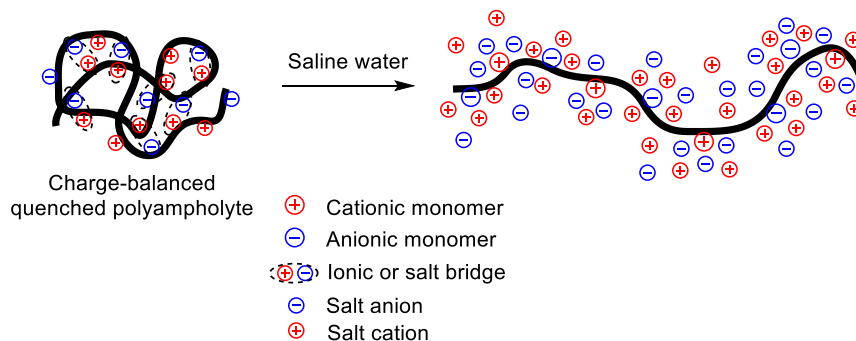 Saline water
Charge-balanced
quenched polyampholyte
Cationic monomer
Anionic monomer
Ionic or salt bridge
Salt anion
Salt cation